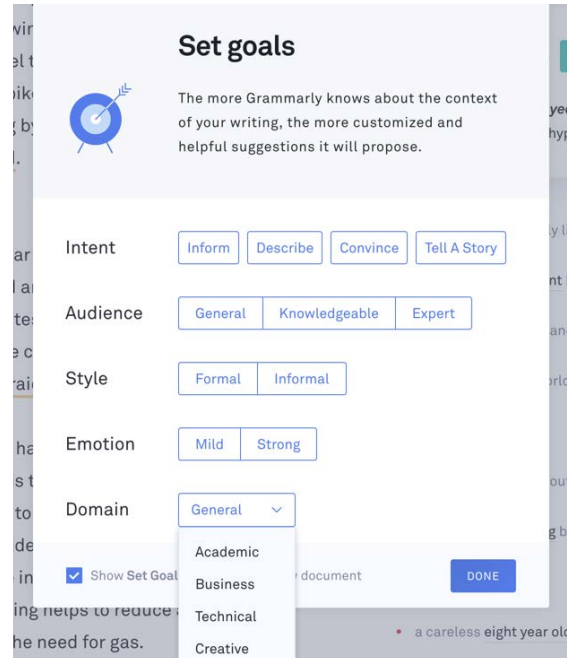 Set goals
The more Grammarly knows about the context
of your writing, the more customized and
helpful suggestions it will propose.
Intent Inform Describe Convince Tell A Story
Audience General Knowledgeable Expert
Style Formal Informal
Emotion Mild Strong
Domain General
Academic
Business
Technical
Creative
Show Set Goal document
DONE
ing helps to reduce
he need for gas.
a careless eight year old